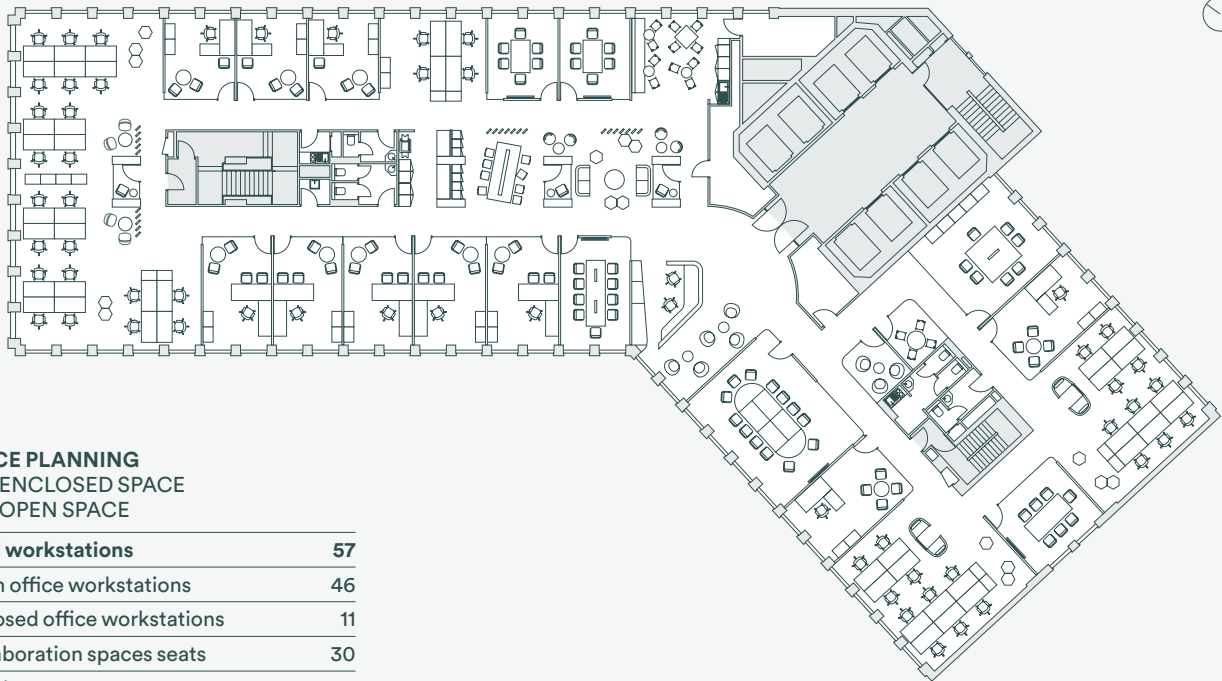 CE PLANNING
ENCLOSED SPACE
OPEN SPACE
workstations 57
office workstations 46
osed office workstations 11
aboration spaces seats 30